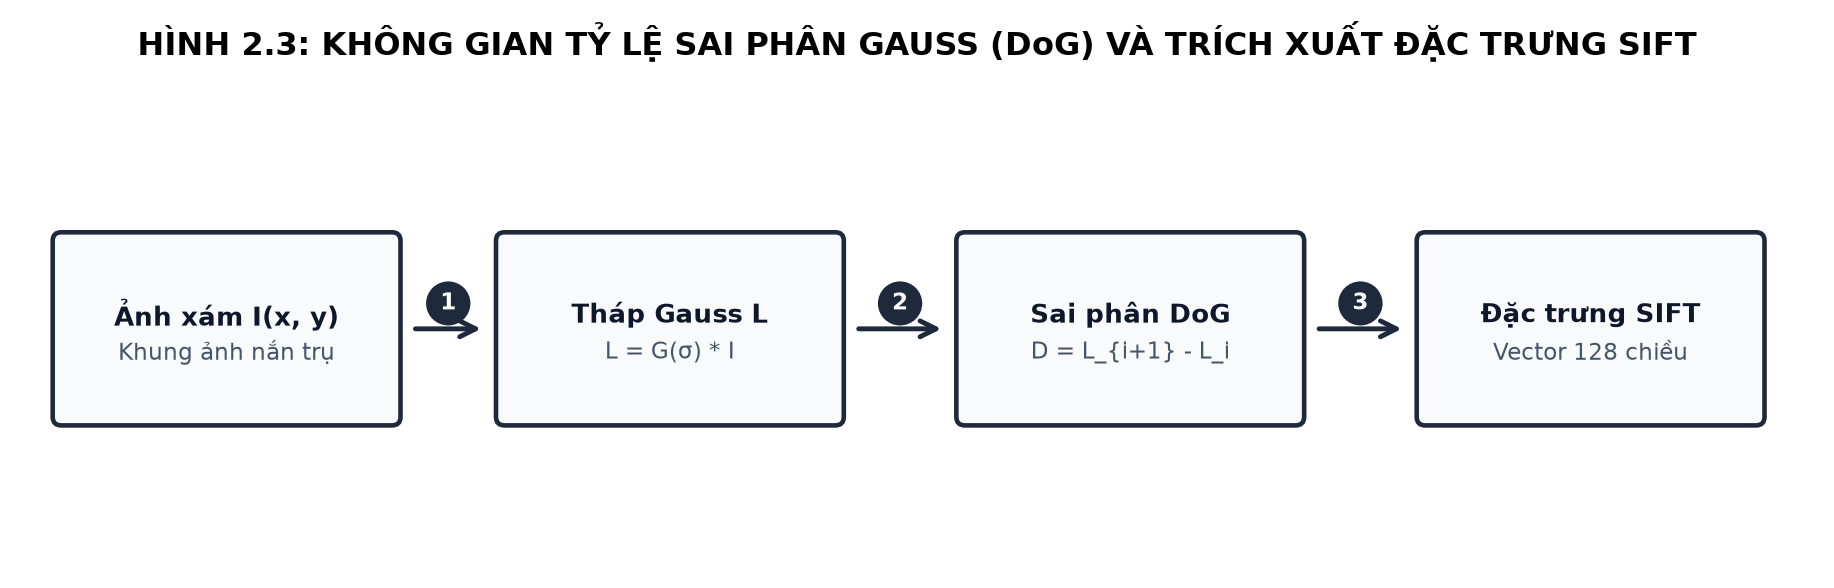 HÌNH 2.3: KHÔNG GIAN TỶ LỆ SAI PHÂN GAUSS (DoG) VÀ TRÍCH XUẤT ĐẶC TRƯNG SIFT
Ảnh xám I(x, y)
Khung ảnh nắn trụ
1
Tháp Gauss L
L = G(σ) * I
2
Sai phân DoG
D = L_{i+1} - L_i
3
Đặc trưng SIFT
Vector 128 chiều